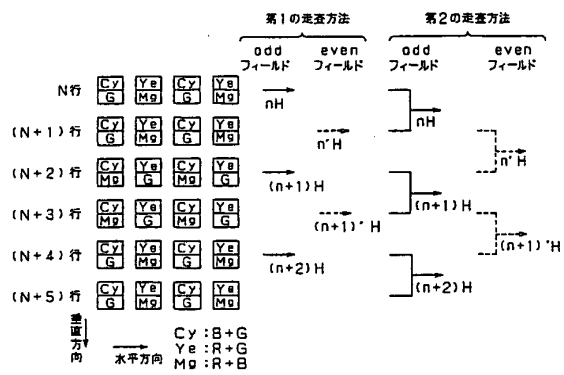 第1の走査方法 第2の走査方法
odd even odd even
フィールド フィールド フィールド フィールド
N行 Cy Ye Cy Ye
G Mg G Mg
nH nH
(N+1)行 Cy Ye Cy Ye
G Mg G Mg
n'H n'H
(N+2)行 Cy Ye Cy Ye
Mg G Mg G
(n+1)H (n+1)H
(N+3)行 Cy Ye Cy Ye
Mg G Mg G
(n+1)'H (n+1)'H
(N+4)行 Cy Ye Cy Ye
G Mg G Mg
(n+2)H (n+2)H
(N+5)行 Cy Ye Cy Ye
G Mg G Mg
垂直方向
水平方向
Cy:B+G
Ye:R+G
Mg:R+B